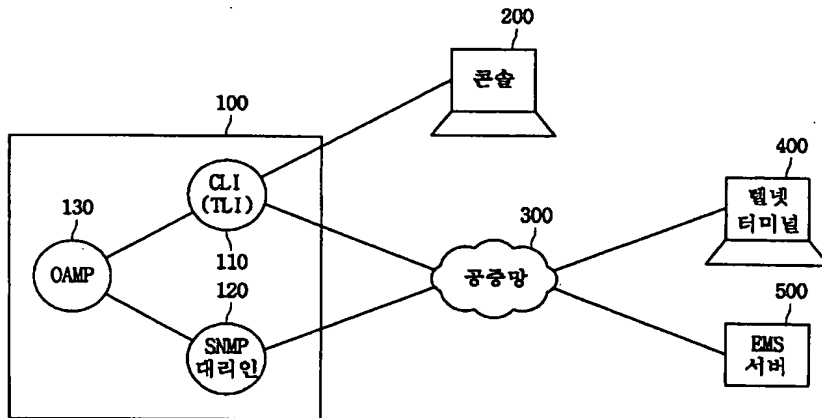 200
콘솔
100
CLI
(TLI)
110
130
OAMP
120
SNMP
대리인
300
공중망
400
텔넷
터미널
500
EMS
서버